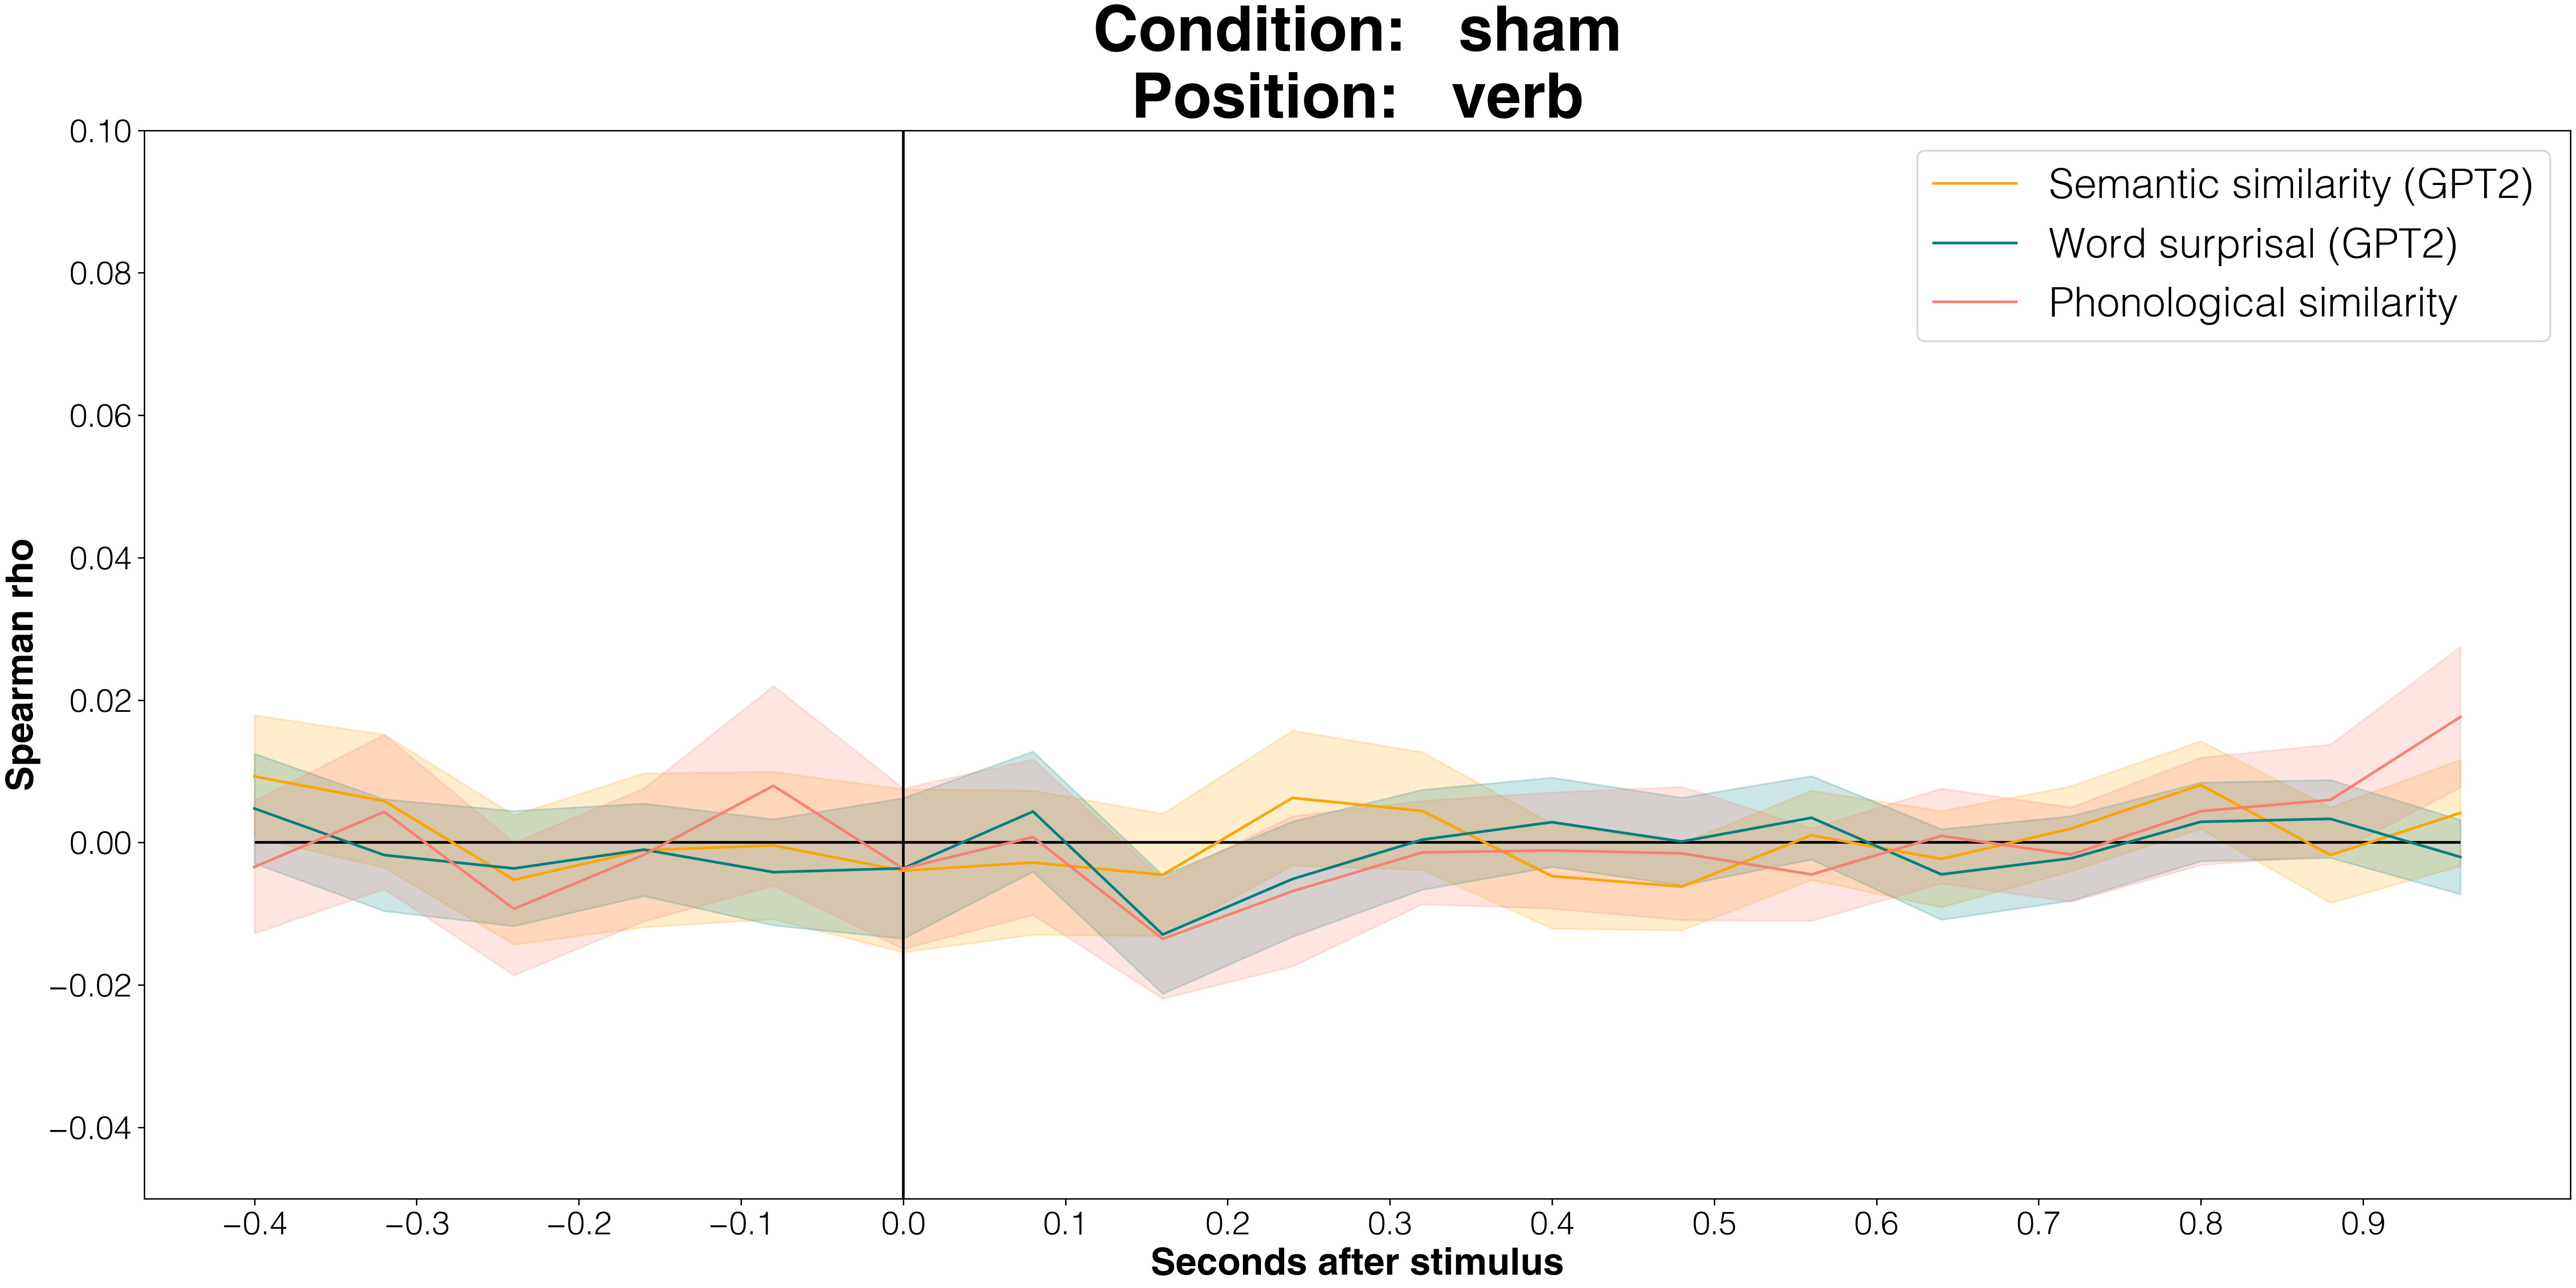 Condition:   sham
Position:   verb
Semantic similarity (GPT2)
Word surprisal (GPT2)
Phonological similarity
Spearman rho
0.10
0.08
0.06
0.04
0.02
0.00
−0.02
−0.04
−0.4 −0.3 −0.2 −0.1 0.0 0.1 0.2 0.3 0.4 0.5 0.6 0.7 0.8 0.9
Seconds after stimulus